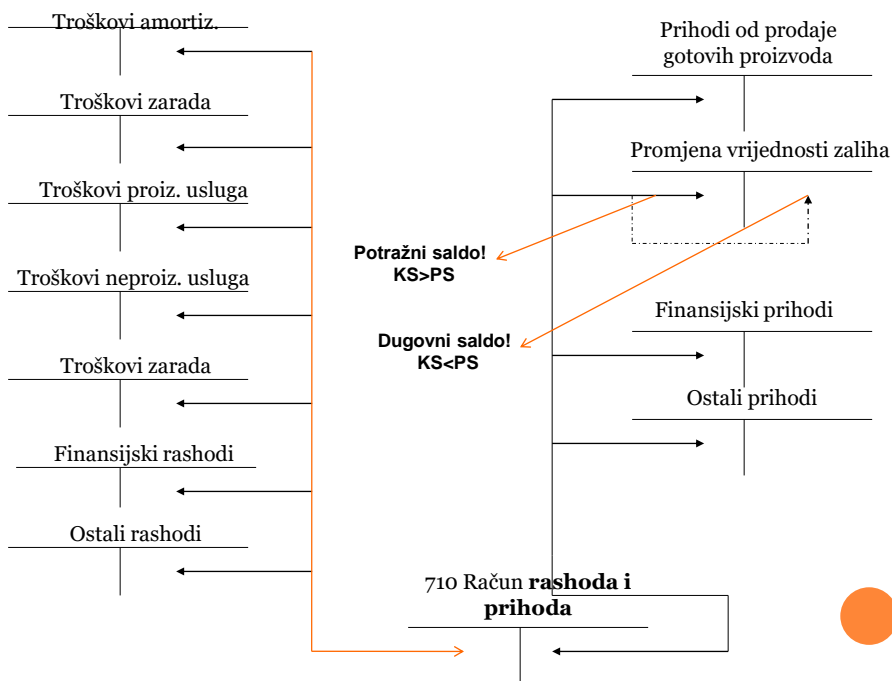 Troškovi amortiz.
Troškovi zarada
Troškovi proiz. usluga
Troškovi neproiz. usluga
Troškovi zarada
Finansijski rashodi
Ostali rashodi
Potražni saldo!
KS>PS
Dugovni saldo!
KS<PS
Prihodi od prodaje
gotovih proizvoda
Promjena vrijednosti zaliha
Finansijski prihodi
Ostali prihodi
710 Račun rashoda i
prihoda